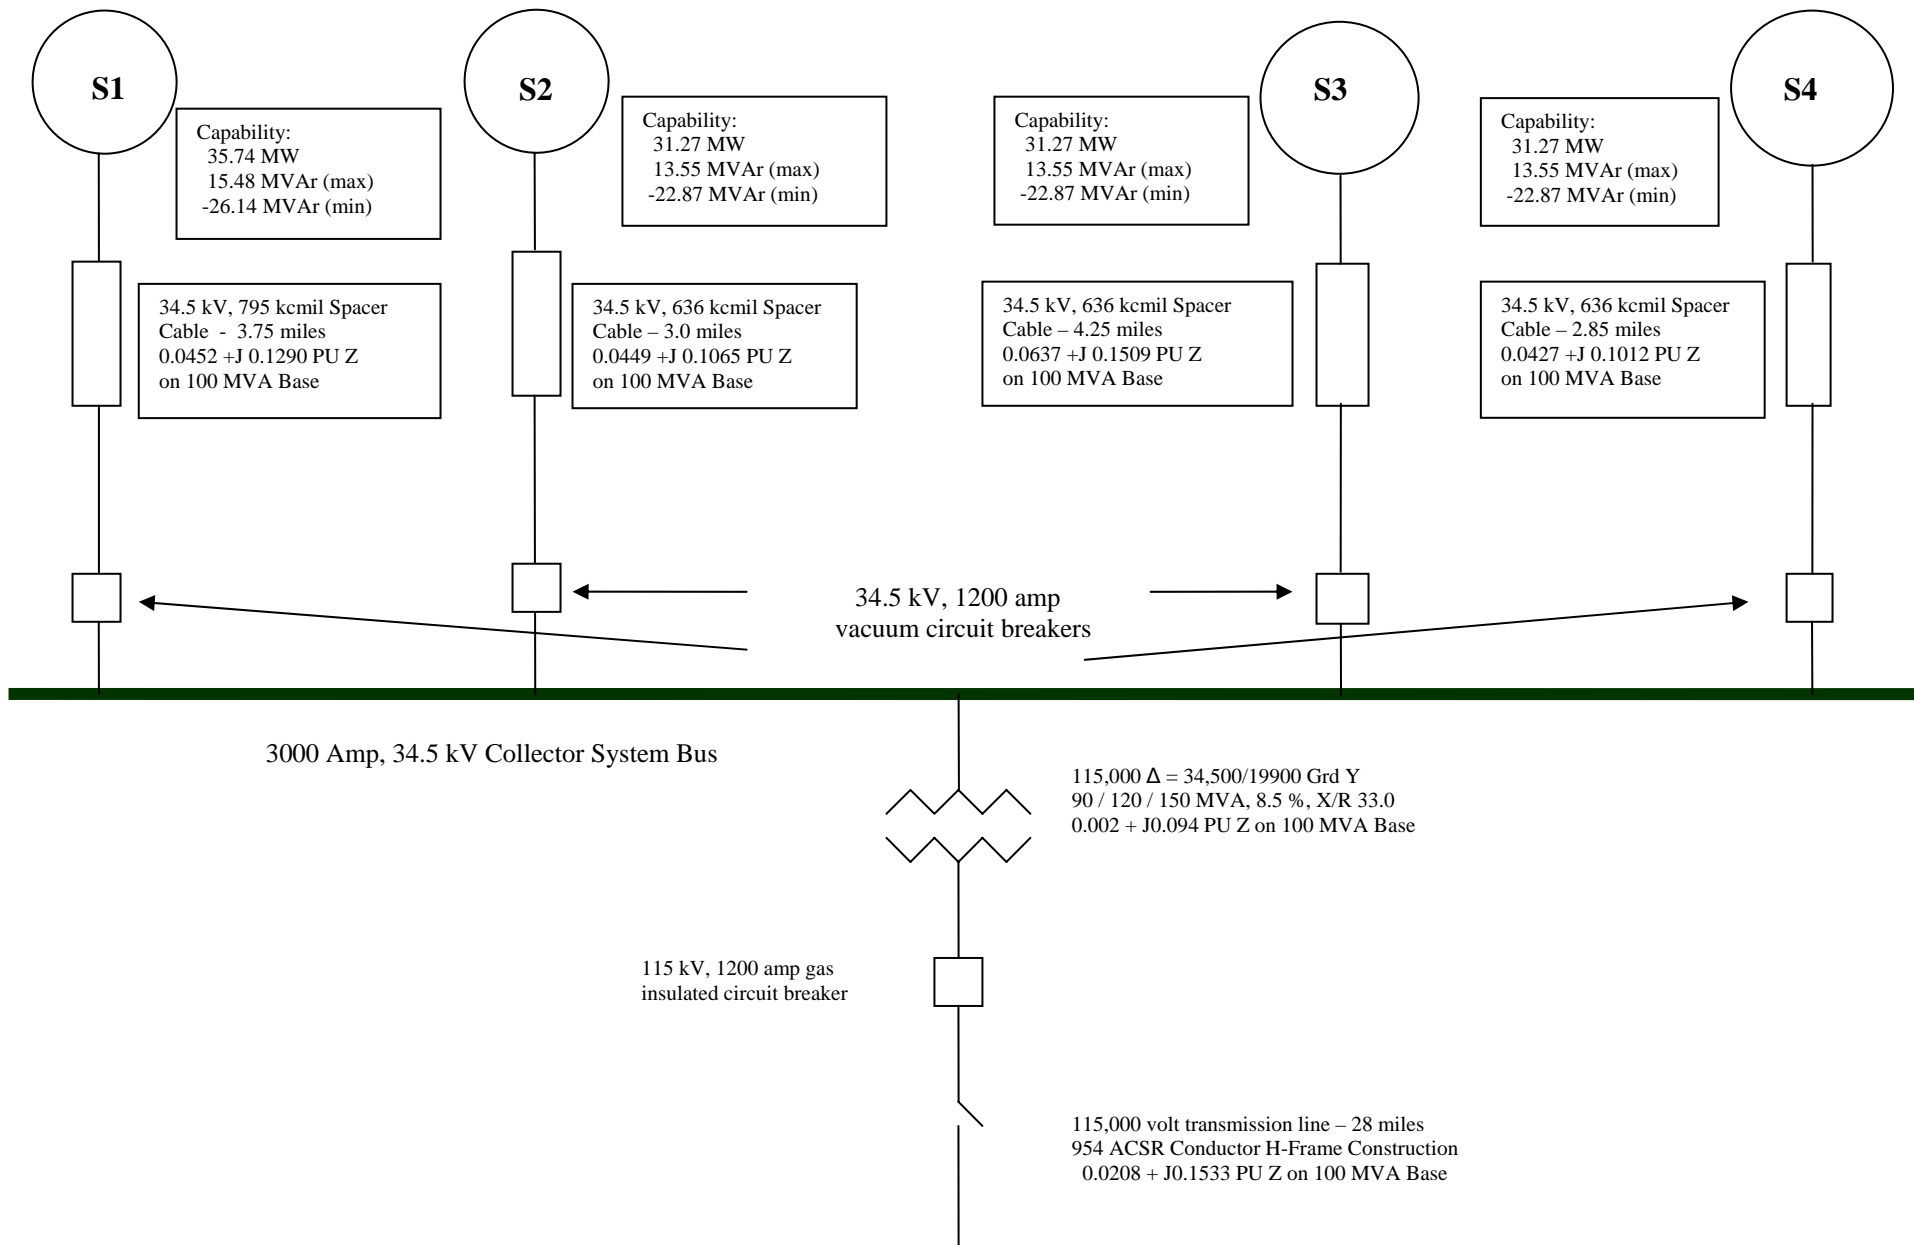 S1
S2
S3
S4
Capability:
35.74 MW
15.48 MVAr (max)
-26.14 MVAr (min)
Capability:
31.27 MW
13.55 MVAr (max)
-22.87 MVAr (min)
Capability:
31.27 MW
13.55 MVAr (max)
-22.87 MVAr (min)
Capability:
31.27 MW
13.55 MVAr (max)
-22.87 MVAr (min)
34.5 kV, 795 kcmil Spacer
Cable  -  3.75 miles
0.0452 +J 0.1290 PU Z
on 100 MVA Base
34.5 kV, 636 kcmil Spacer
Cable – 3.0 miles
0.0449 +J 0.1065 PU Z
on 100 MVA Base
34.5 kV, 636 kcmil Spacer
Cable – 4.25 miles
0.0637 +J 0.1509 PU Z
on 100 MVA Base
34.5 kV, 636 kcmil Spacer
Cable – 2.85 miles
0.0427 +J 0.1012 PU Z
on 100 MVA Base
34.5 kV, 1200 amp
vacuum circuit breakers
3000 Amp, 34.5 kV Collector System Bus
115,000 Δ = 34,500/19900 Grd Y
90 / 120 / 150 MVA, 8.5 %, X/R 33.0
0.002 + J0.094 PU Z on 100 MVA Base
115 kV, 1200 amp gas
insulated circuit breaker
115,000 volt transmission line – 28 miles
954 ACSR Conductor H-Frame Construction
0.0208 + J0.1533 PU Z on 100 MVA Base